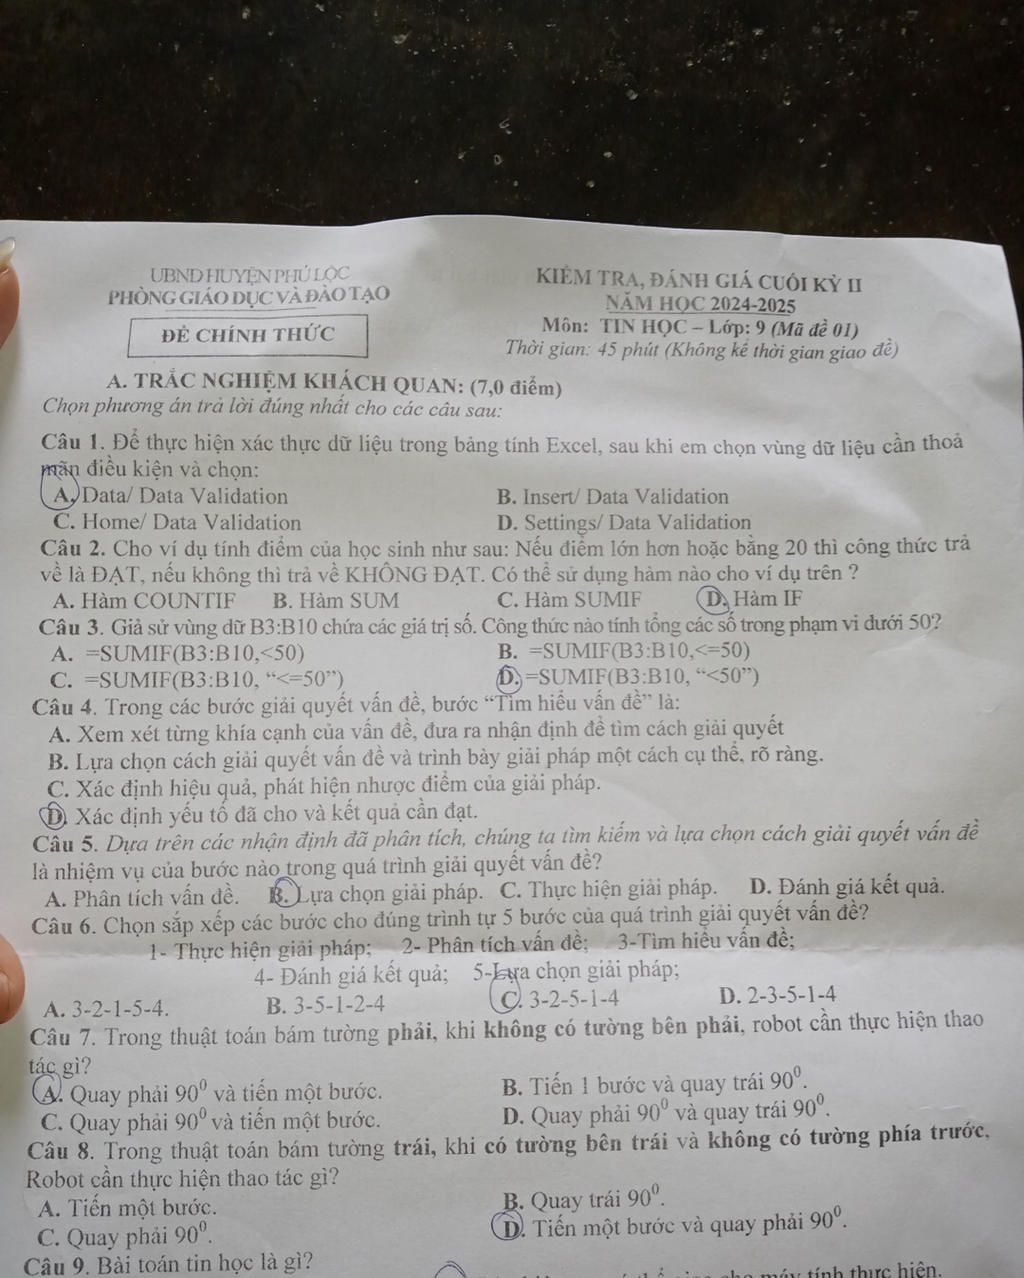 UBND HUYỆN PHÚ LỘC
PHÒNG GIÁO DỤC VÀ ĐÀO TẠO
ĐỀ CHÍNH THỨC
KIỂM TRA, ĐÁNH GIÁ CUỐI KỲ II
NĂM HỌC 2024-2025
Môn: TIN HỌC – Lớp: 9 (Mã đề 01)
Thời gian: 45 phút (Không kể thời gian giao đề)
A. TRẮC NGHIỆM KHÁCH QUAN: (7,0 điểm)
Chọn phương án trả lời đúng nhất cho các câu sau:
Câu 1. Để thực hiện xác thực dữ liệu trong bảng tính Excel, sau khi em chọn vùng dữ liệu cần thoả
mãn điều kiện và chọn:
A. Data/ Data Validation B. Insert/ Data Validation
C. Home/ Data Validation D. Settings/ Data Validation
Câu 2. Cho ví dụ tính điểm của học sinh như sau: Nếu điểm lớn hơn hoặc bằng 20 thì công thức trả
về là ĐẠT, nếu không thì trả về KHÔNG ĐẠT. Có thể sử dụng hàm nào cho ví dụ trên ?
A. Hàm COUNTIF B. Hàm SUM C. Hàm SUMIF D. Hàm IF
Câu 3. Giả sử vùng dữ B3:B10 chứa các giá trị số. Công thức nào tính tổng các số trong phạm vi dưới 50?
A. =SUMIF(B3:B10,<50) B. =SUMIF(B3:B10,<=50)
C. =SUMIF(B3:B10, “<=50”) D. =SUMIF(B3:B10, “<50”)
Câu 4. Trong các bước giải quyết vấn đề, bước “Tìm hiểu vấn đề” là:
A. Xem xét từng khía cạnh của vấn đề, đưa ra nhận định để tìm cách giải quyết
B. Lựa chọn cách giải quyết vấn đề và trình bày giải pháp một cách cụ thể, rõ ràng.
C. Xác định hiệu quả, phát hiện nhược điểm của giải pháp.
D. Xác định yếu tố đã cho và kết quả cần đạt.
Câu 5. Dựa trên các nhận định đã phân tích, chúng ta tìm kiếm và lựa chọn cách giải quyết vấn đề
là nhiệm vụ của bước nào trong quá trình giải quyết vấn đề?
A. Phân tích vấn đề. B. Lựa chọn giải pháp. C. Thực hiện giải pháp. D. Đánh giá kết quả.
Câu 6. Chọn sắp xếp các bước cho đúng trình tự 5 bước của quá trình giải quyết vấn đề?
1- Thực hiện giải pháp; 2- Phân tích vấn đề; 3-Tìm hiểu vấn đề;
4- Đánh giá kết quả; 5-Lựa chọn giải pháp;
A. 3-2-1-5-4. B. 3-5-1-2-4 C. 3-2-5-1-4 D. 2-3-5-1-4
Câu 7. Trong thuật toán bám tường phải, khi không có tường bên phải, robot cần thực hiện thao
tác gì?
A. Quay phải 90⁰ và tiến một bước. B. Tiến 1 bước và quay trái 90⁰.
C. Quay phải 90⁰ và tiến một bước. D. Quay phải 90⁰ và quay trái 90⁰.
Câu 8. Trong thuật toán bám tường trái, khi có tường bên trái và không có tường phía trước,
Robot cần thực hiện thao tác gì?
A. Tiến một bước. B. Quay trái 90⁰.
C. Quay phải 90⁰. D. Tiến một bước và quay phải 90⁰.
Câu 9. Bài toán tin học là gì?
máy tính thực hiện.